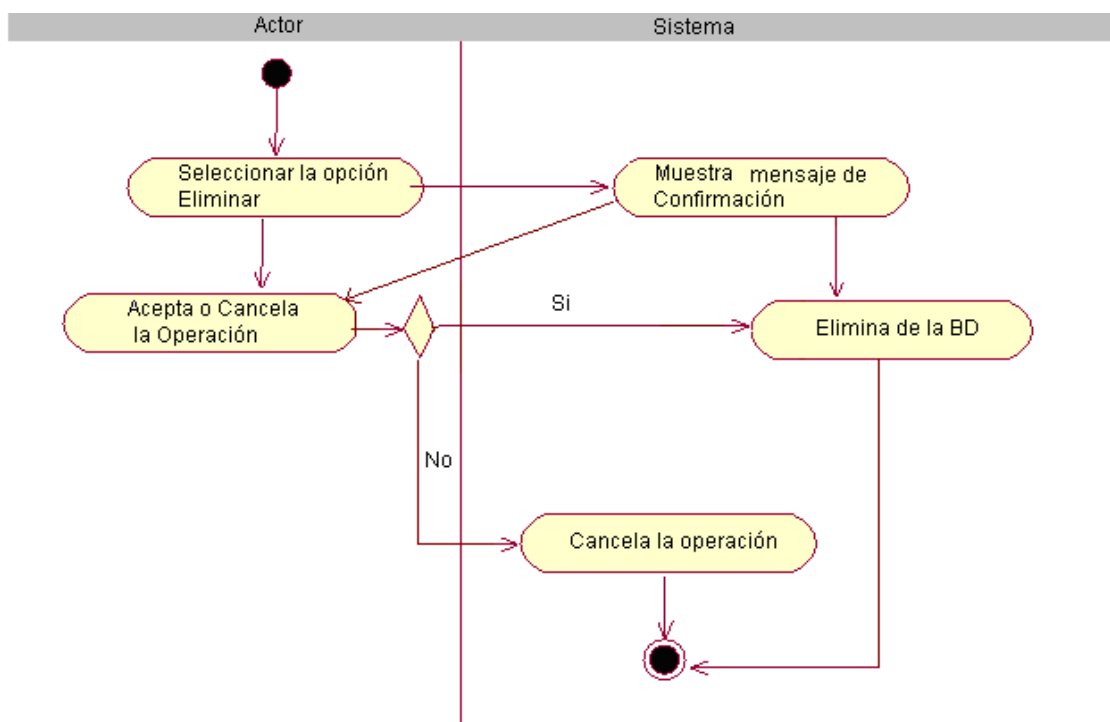 Actor
Sistema
Seleccionar la opción
Eliminar
Muestra mensaje de
Confirmación
Acepta o Cancela
la Operación
Si
Elimina de la BD
No
Cancela la operación